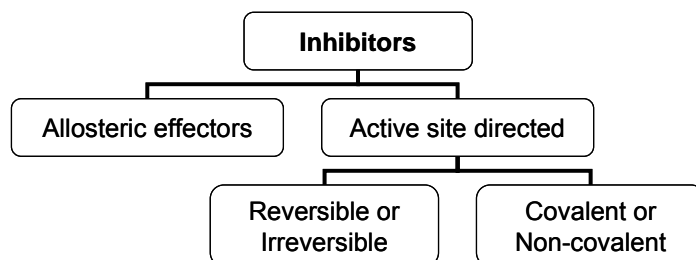 Inhibitors
Allosteric effectors
Active site directed
Reversible or
Irreversible
Covalent or
Non-covalent